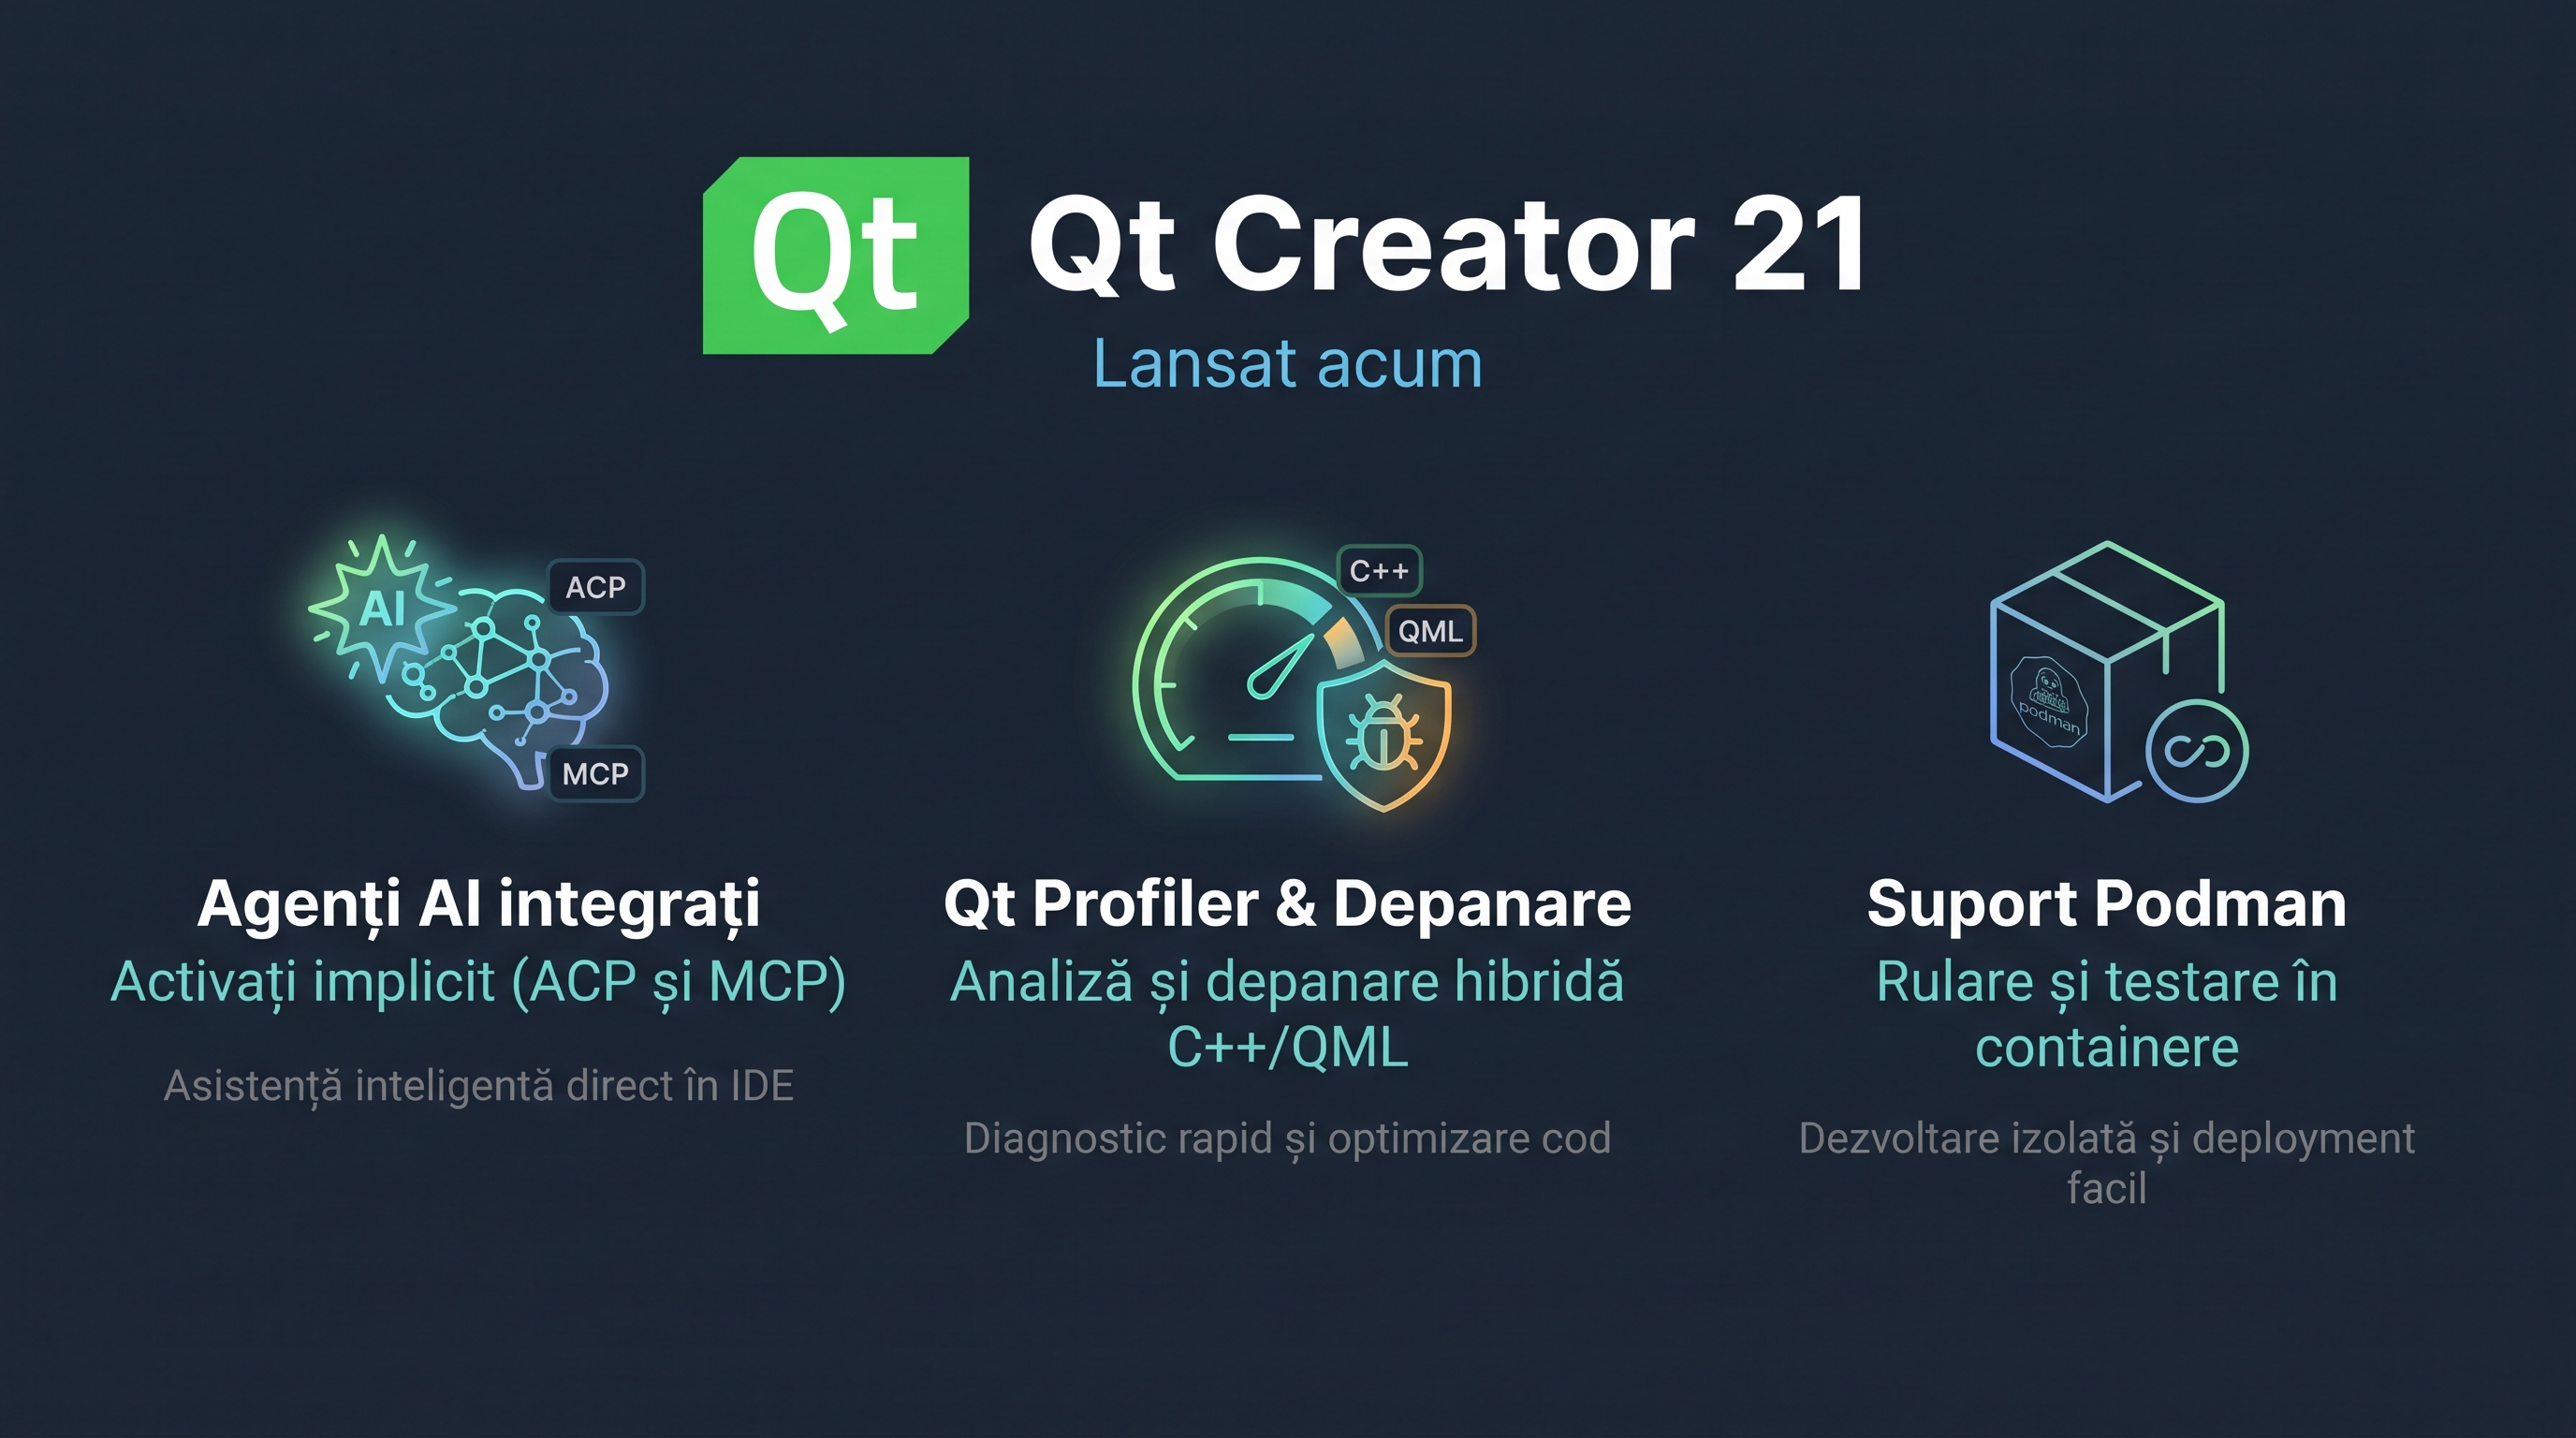 Qt
Qt Creator 21
Lansat acum
AI
ACP
MCP
C++
QML
podman
Agenți AI integrați
Activați implicit (ACP și MCP)
Asistență inteligentă direct în IDE
Qt Profiler & Depanare
Analiză și depanare hibridă
C++/QML
Diagnostic rapid și optimizare cod
Suport Podman
Rulare și testare în
containere
Dezvoltare izolată și deployment
facil